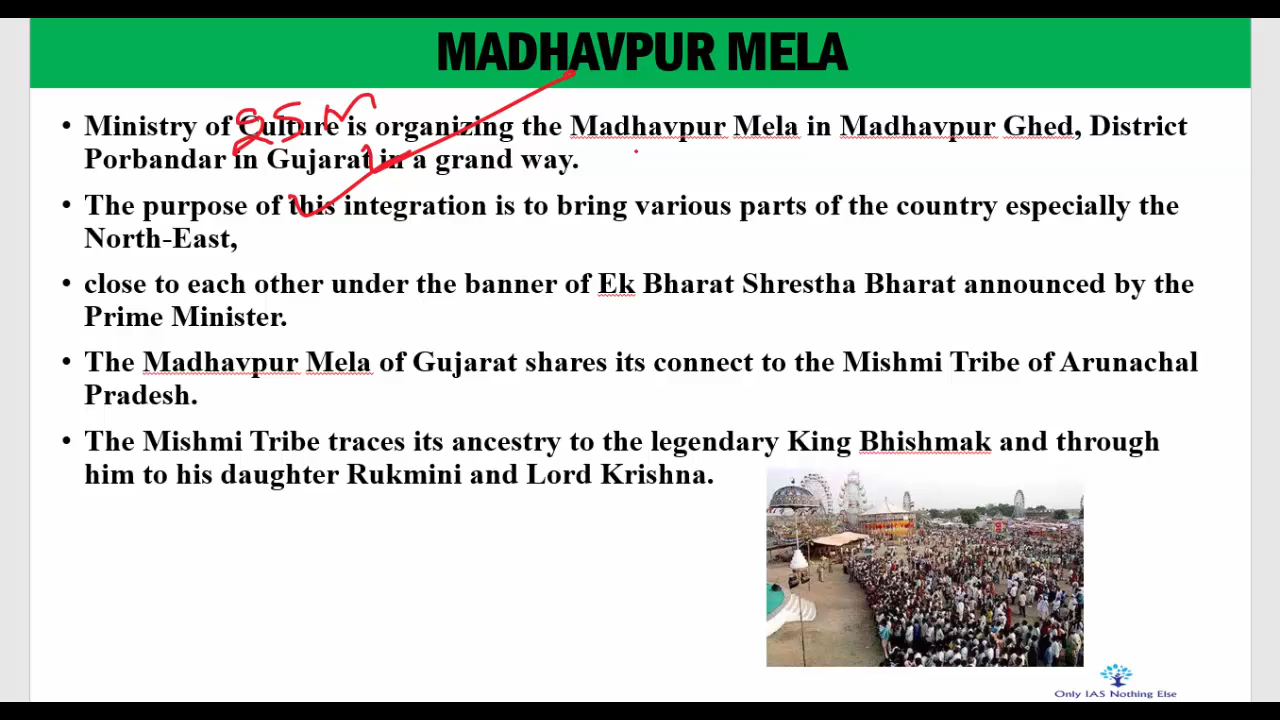 MADHAVPUR MELA
• Ministry of Culture is organizing the Madhavpur Mela in Madhavpur Ghed, District
Porbandar in Gujarat in a grand way.
• The purpose of this integration is to bring various parts of the country especially the
North-East,
• close to each other under the banner of Ek Bharat Shrestha Bharat announced by the
Prime Minister.
• The Madhavpur Mela of Gujarat shares its connect to the Mishmi Tribe of Arunachal
Pradesh.
• The Mishmi Tribe traces its ancestry to the legendary King Bhishmak and through
him to his daughter Rukmini and Lord Krishna.
Only IAS Nothing Else